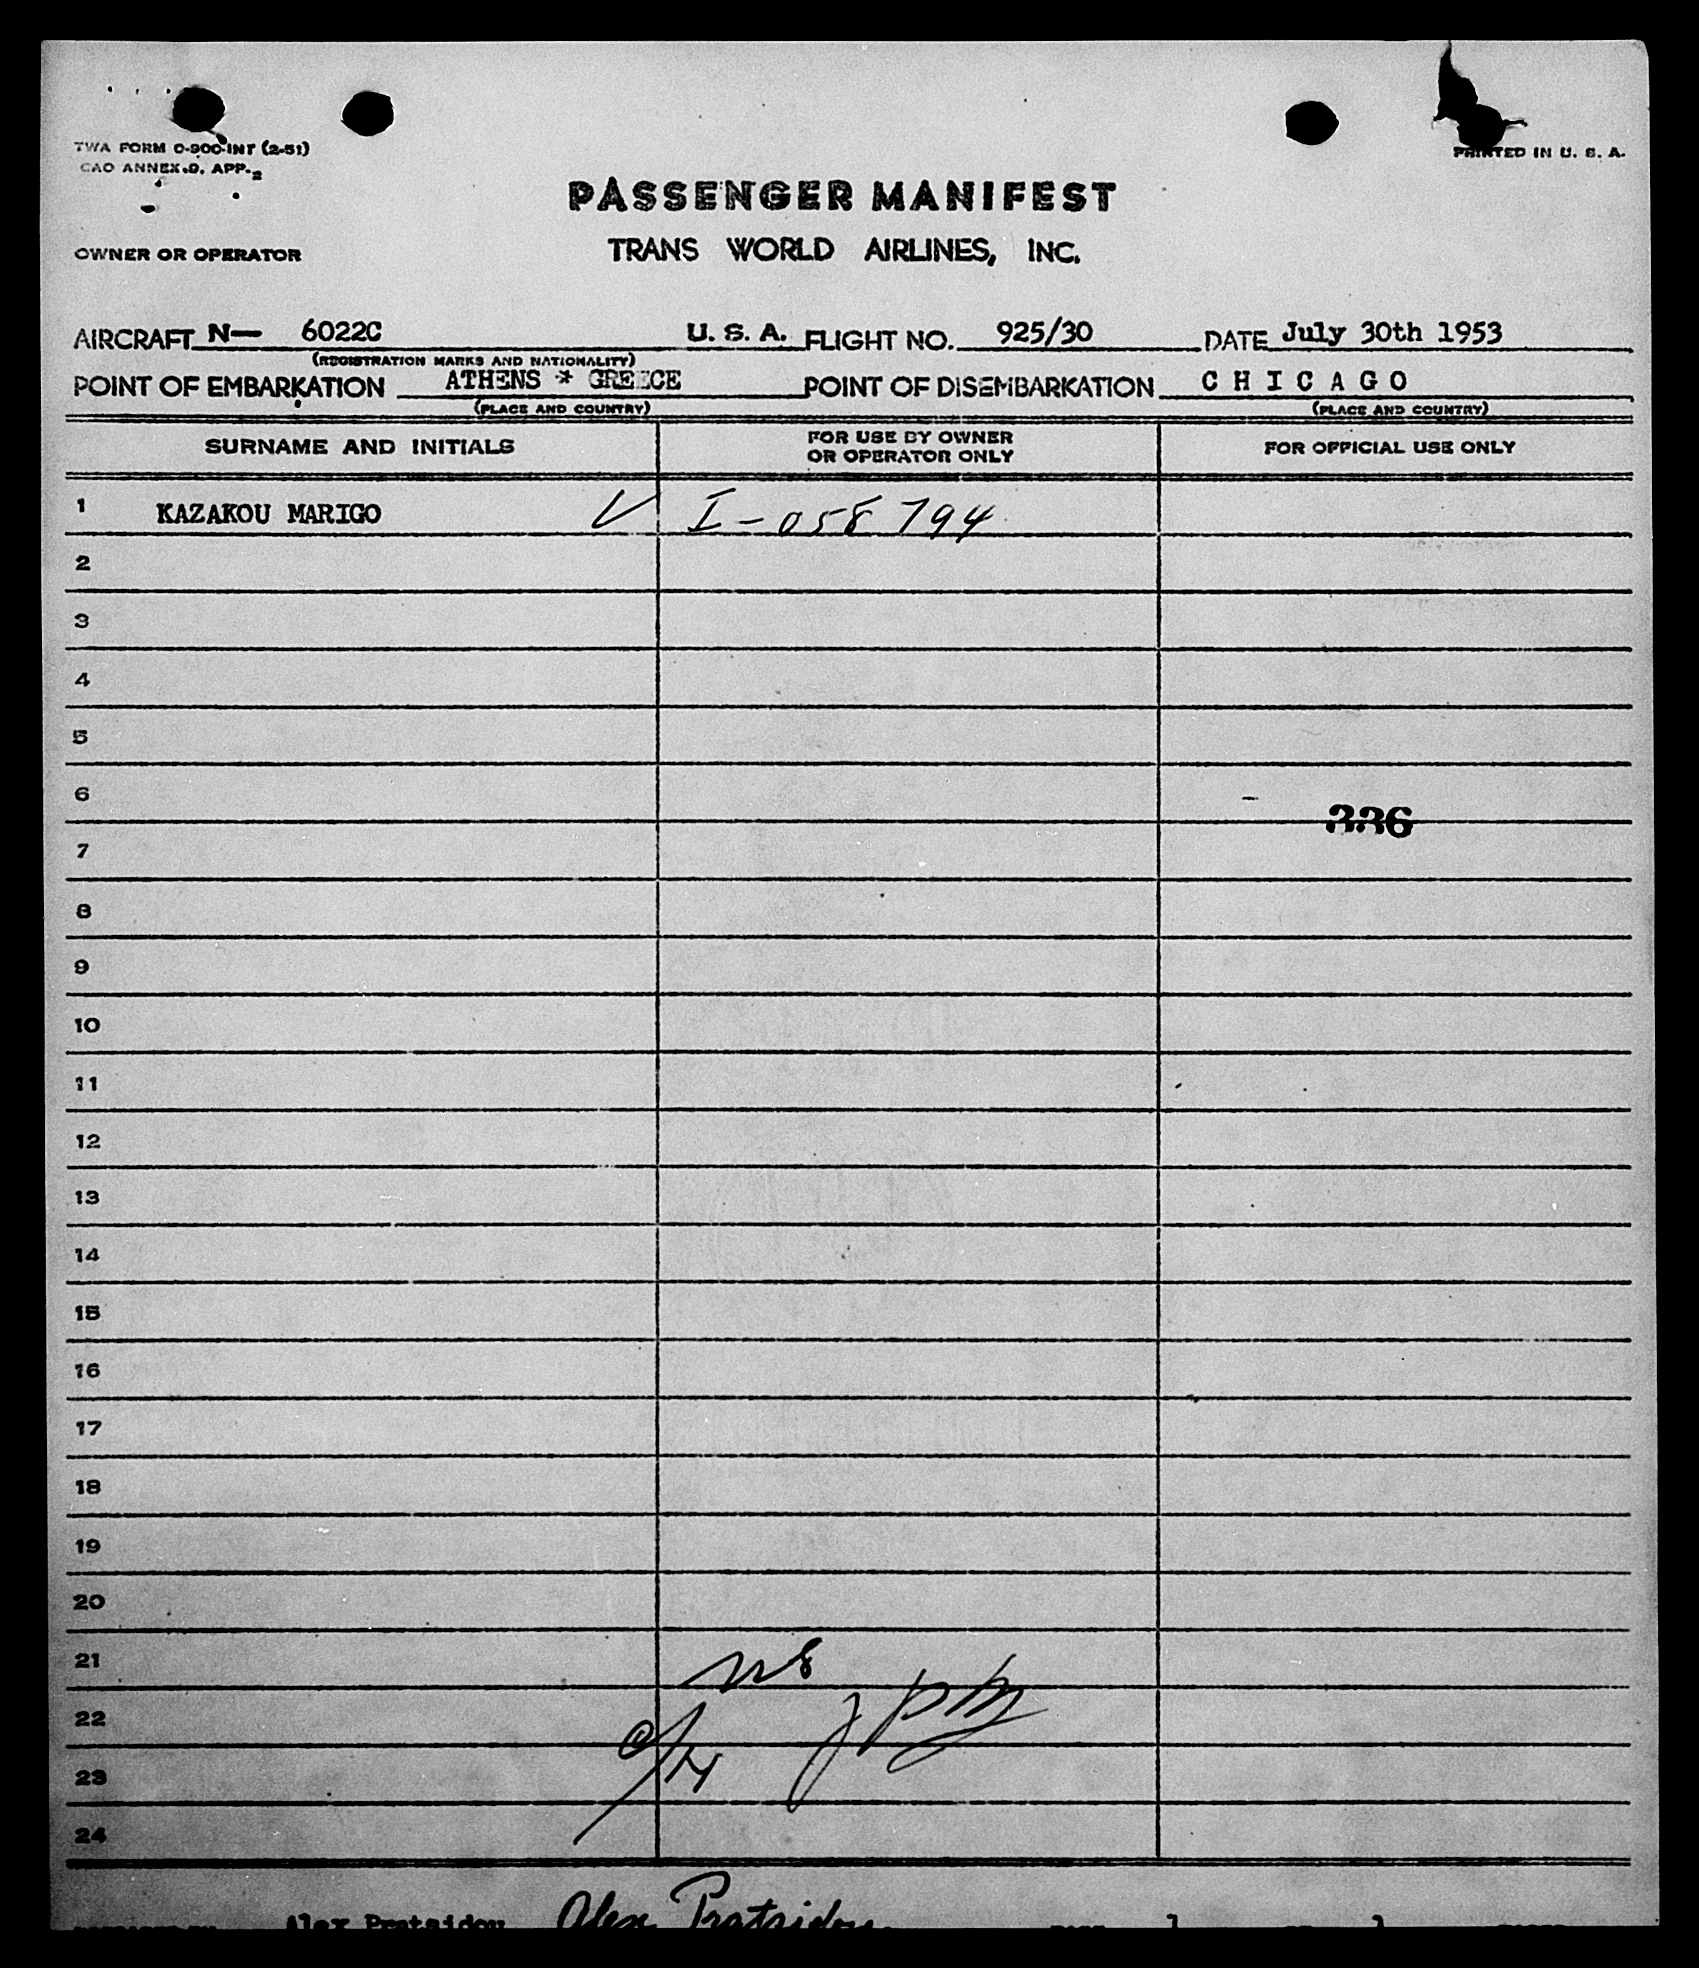 TWA FORM O-900-INT (2-51)
CAO ANNEX.9, APP. 2
PRINTED IN U. S. A.
PASSENGER MANIFEST
OWNER OR OPERATOR
TRANS WORLD AIRLINES, INC.
AIRCRAFT N— 6022C U. S. A. FLIGHT NO. 925/30 DATE July 30th 1953
(REGISTRATION MARKS AND NATIONALITY)
POINT OF EMBARKATION ATHENS * GREECE POINT OF DISEMBARKATION C H I C A G O
(PLACE AND COUNTRY) (PLACE AND COUNTRY)
SURNAME AND INITIALS FOR USE BY OWNER OR OPERATOR ONLY FOR OFFICIAL USE ONLY
1 KAZAKOU MARIGO V I-058794
2
3
4
5
6
336
7
8
9
10
11
12
13
14
15
16
17
18
19
20
21
22
23
24
Alex Pratsidou Alex Pratsidou